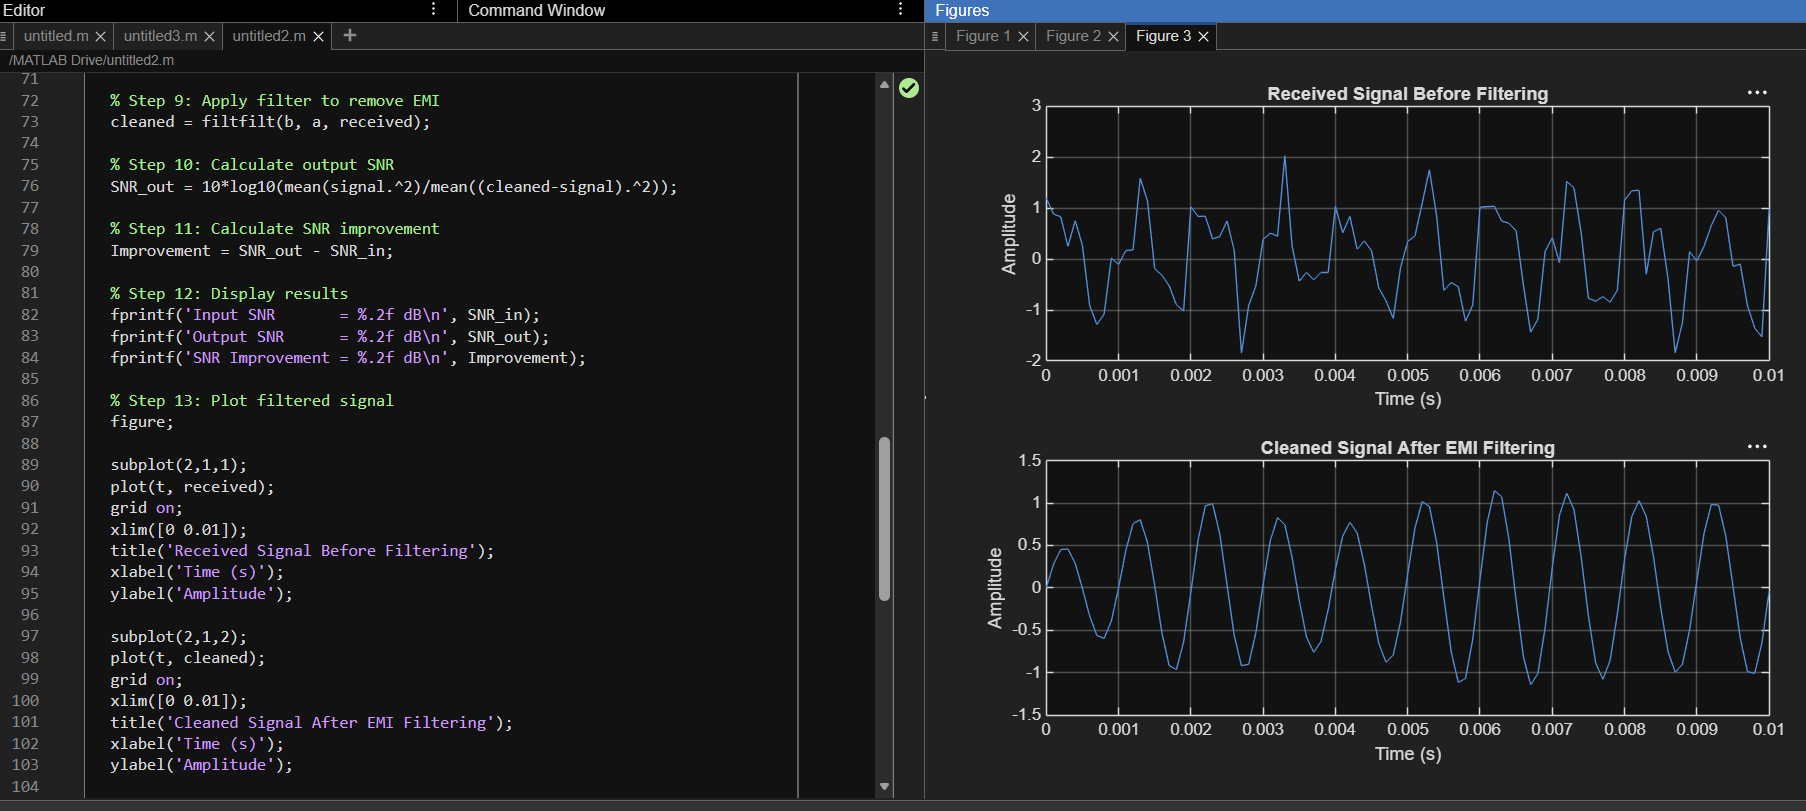 Editor
Command Window
untitled.m
untitled3.m
untitled2.m
/MATLAB Drive/untitled2.m
71
72 % Step 9: Apply filter to remove EMI
73 cleaned = filtfilt(b, a, received);
74
75 % Step 10: Calculate output SNR
76 SNR_out = 10*log10(mean(signal.^2)/mean((cleaned-signal).^2));
77
78 % Step 11: Calculate SNR improvement
79 Improvement = SNR_out - SNR_in;
80
81 % Step 12: Display results
82 fprintf('Input SNR       = %.2f dB\n', SNR_in);
83 fprintf('Output SNR      = %.2f dB\n', SNR_out);
84 fprintf('SNR Improvement = %.2f dB\n', Improvement);
85
86 % Step 13: Plot filtered signal
87 figure;
88
89 subplot(2,1,1);
90 plot(t, received);
91 grid on;
92 xlim([0 0.01]);
93 title('Received Signal Before Filtering');
94 xlabel('Time (s)');
95 ylabel('Amplitude');
96
97 subplot(2,1,2);
98 plot(t, cleaned);
99 grid on;
100 xlim([0 0.01]);
101 title('Cleaned Signal After EMI Filtering');
102 xlabel('Time (s)');
103 ylabel('Amplitude');
104
Figures
Figure 1
Figure 2
Figure 3
Received Signal Before Filtering
3
2
1
0
-1
-2
Amplitude
0 0.001 0.002 0.003 0.004 0.005 0.006 0.007 0.008 0.009 0.01
Time (s)
Cleaned Signal After EMI Filtering
1.5
1
0.5
0
-0.5
-1
-1.5
Amplitude
0 0.001 0.002 0.003 0.004 0.005 0.006 0.007 0.008 0.009 0.01
Time (s)